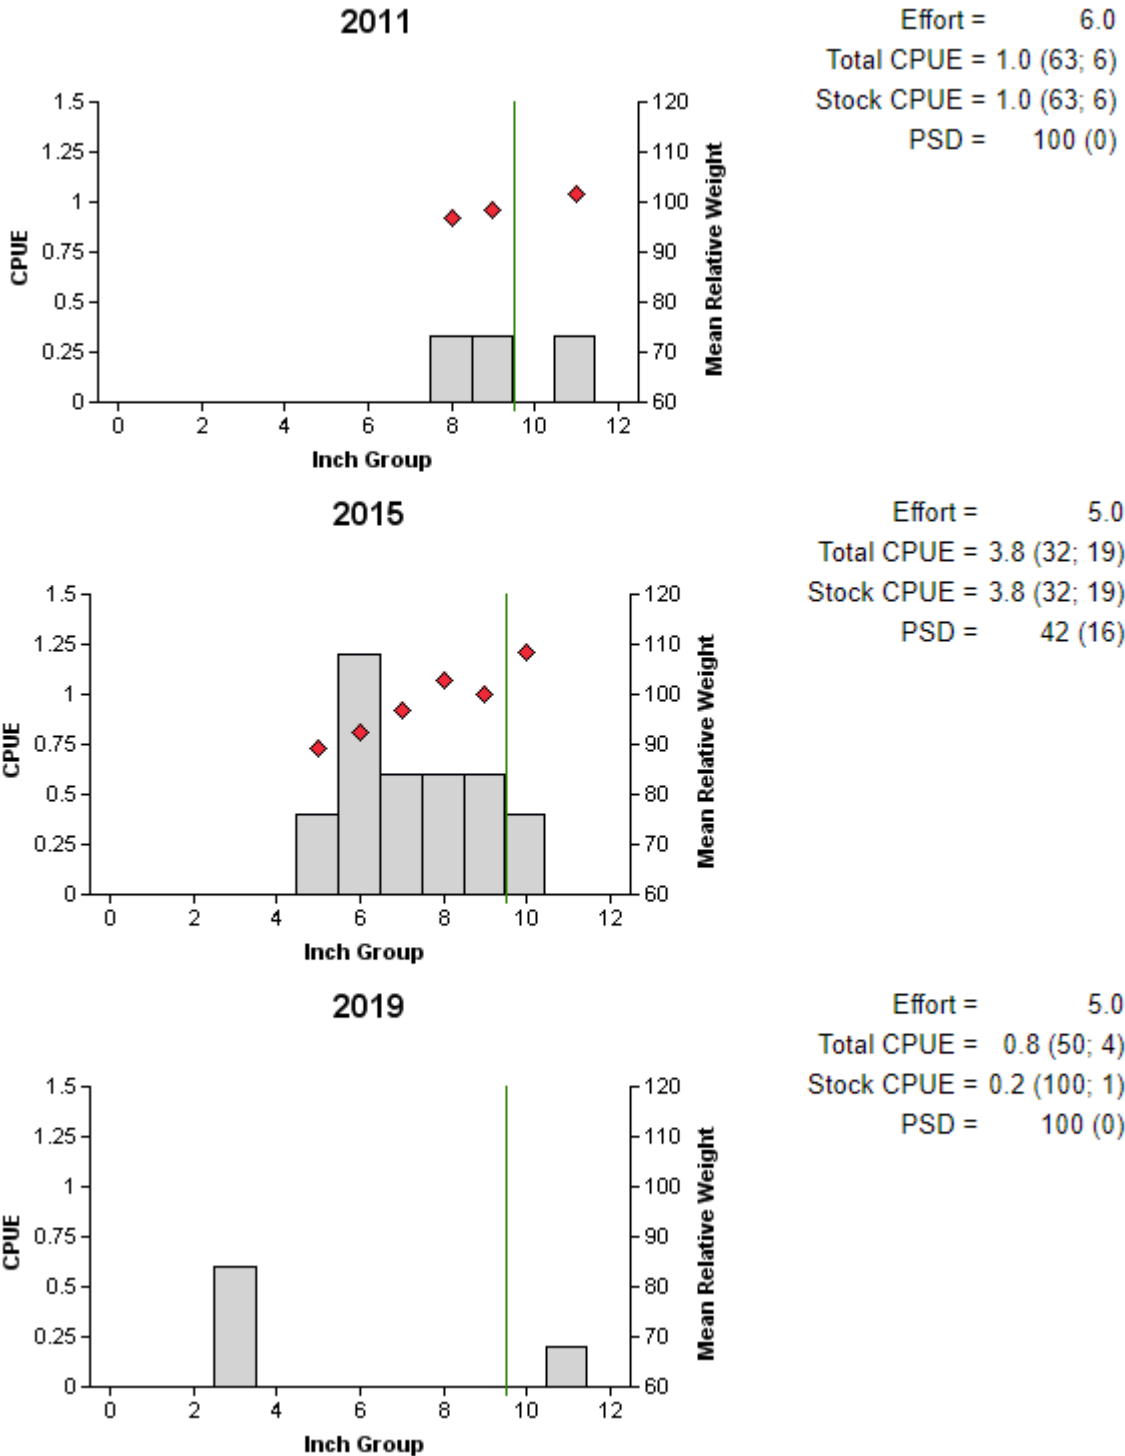 2011
Effort = 6.0
Total CPUE = 1.0 (63; 6)
Stock CPUE = 1.0 (63; 6)
PSD = 100 (0)
1.5
1.25
1
0.75
0.5
0.25
0
CPUE
120
110
100
90
80
70
60
Mean Relative Weight
0 2 4 6 8 10 12
Inch Group
2015
Effort = 5.0
Total CPUE = 3.8 (32; 19)
Stock CPUE = 3.8 (32; 19)
PSD = 42 (16)
1.5
1.25
1
0.75
0.5
0.25
0
CPUE
120
110
100
90
80
70
60
Mean Relative Weight
0 2 4 6 8 10 12
Inch Group
2019
Effort = 5.0
Total CPUE = 0.8 (50; 4)
Stock CPUE = 0.2 (100; 1)
PSD = 100 (0)
1.5
1.25
1
0.75
0.5
0.25
0
CPUE
120
110
100
90
80
70
60
Mean Relative Weight
0 2 4 6 8 10 12
Inch Group